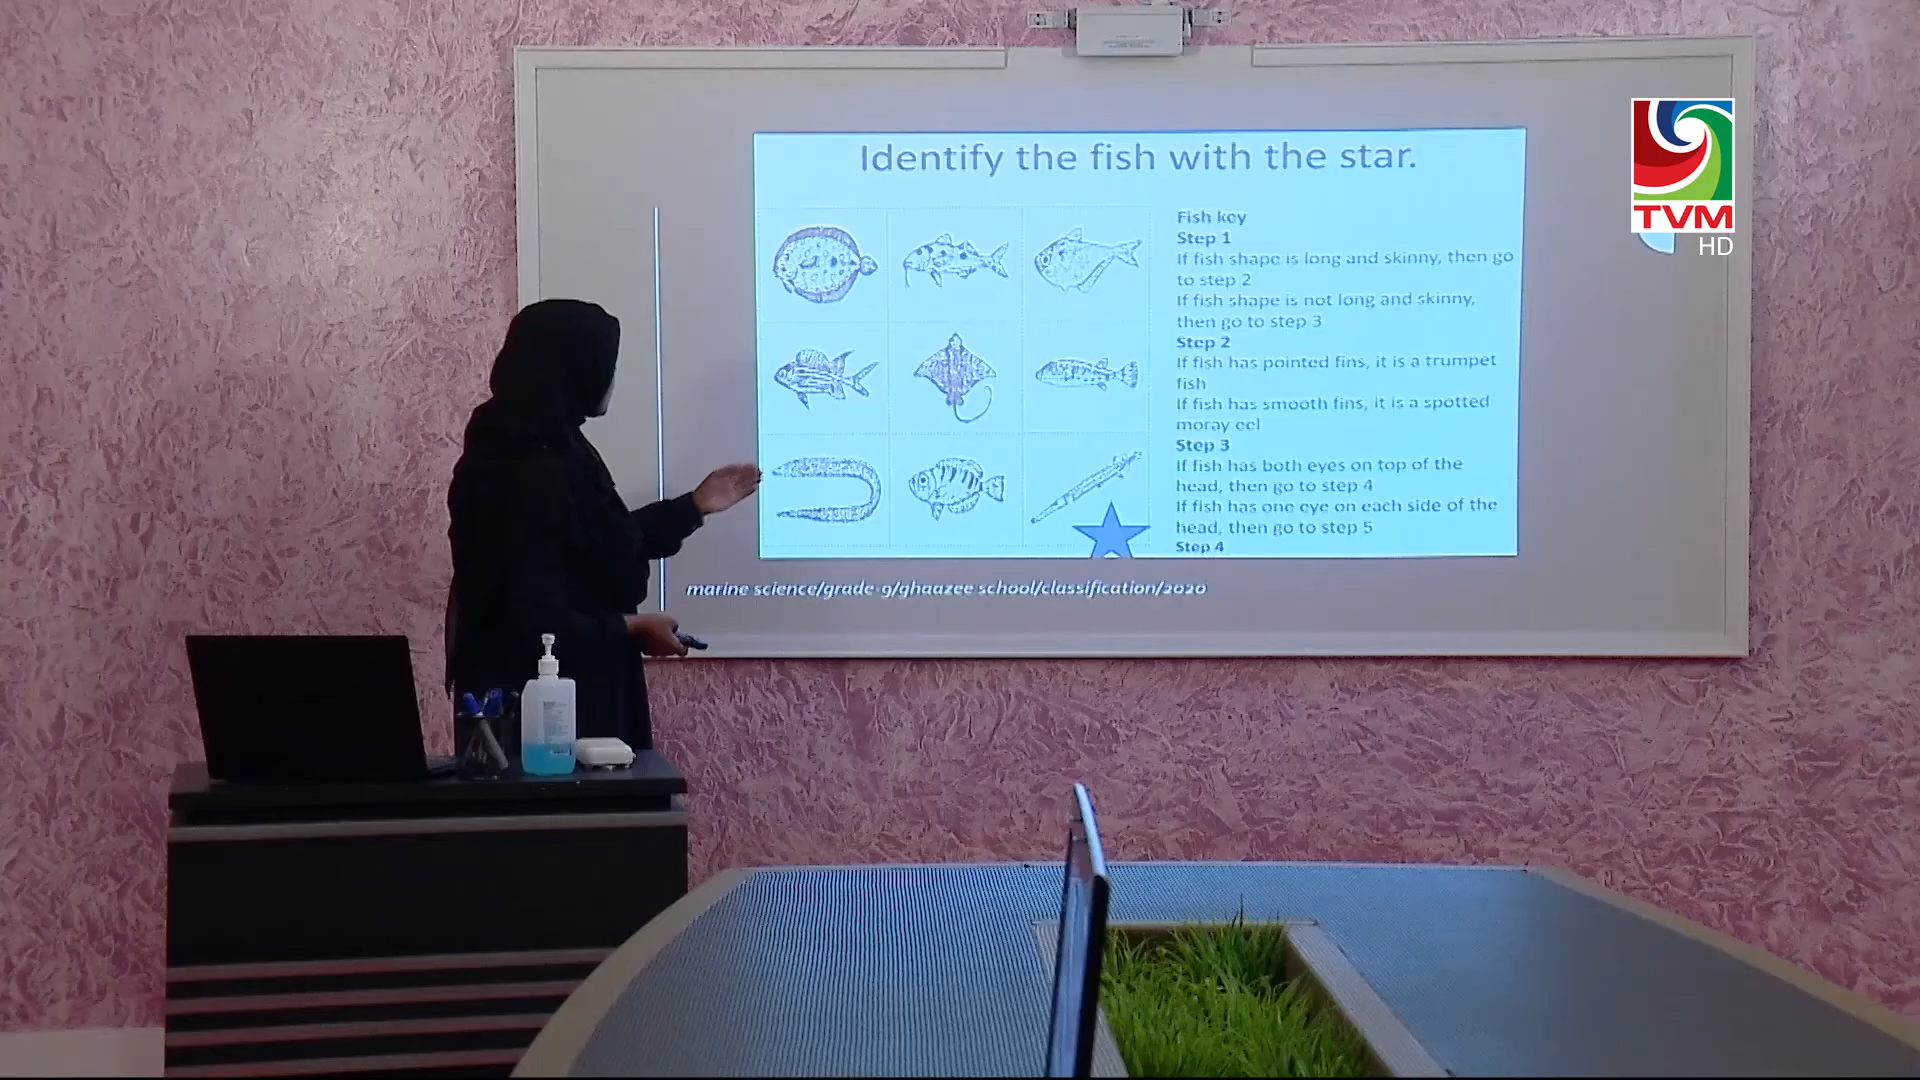 Identify the fish with the star.
Fish key
Step 1
If fish shape is long and skinny, then go
to step 2
If fish shape is not long and skinny,
then go to step 3
Step 2
If fish has pointed fins, it is a trumpet
fish
If fish has smooth fins, it is a spotted
moray eel
Step 3
If fish has both eyes on top of the
head, then go to step 4
If fish has one eye on each side of the
head, then go to step 5
Step 4
marine science/grade-9/ghaazee school/classification/2020
TVM
HD